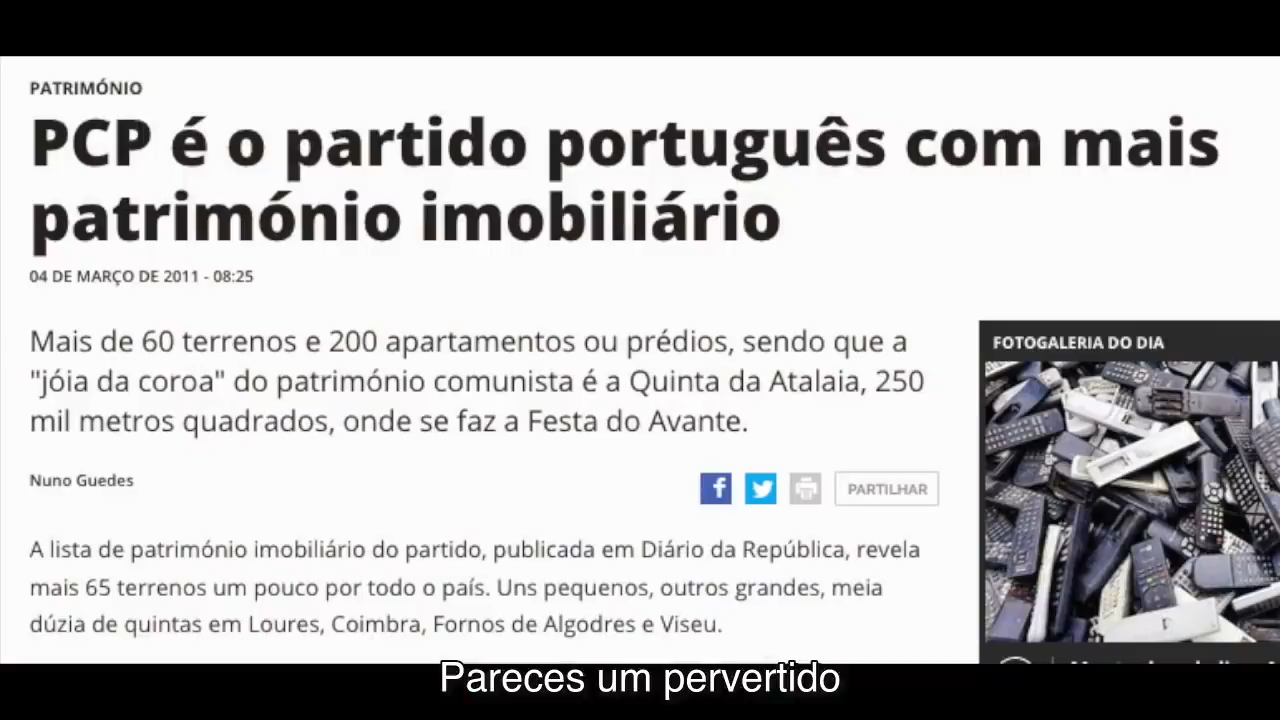 PATRIMÓNIO
PCP é o partido português com mais
património imobiliário
04 DE MARÇO DE 2011 - 08:25
Mais de 60 terrenos e 200 apartamentos ou prédios, sendo que a
"jóia da coroa" do património comunista é a Quinta da Atalaia, 250
mil metros quadrados, onde se faz a Festa do Avante.
Nuno Guedes
PARTILHAR
A lista de património imobiliário do partido, publicada em Diário da República, revela
mais 65 terrenos um pouco por todo o país. Uns pequenos, outros grandes, meia
dúzia de quintas em Loures, Coimbra, Fornos de Algodres e Viseu.
FOTOGALERIA DO DIA
Pareces um pervertido